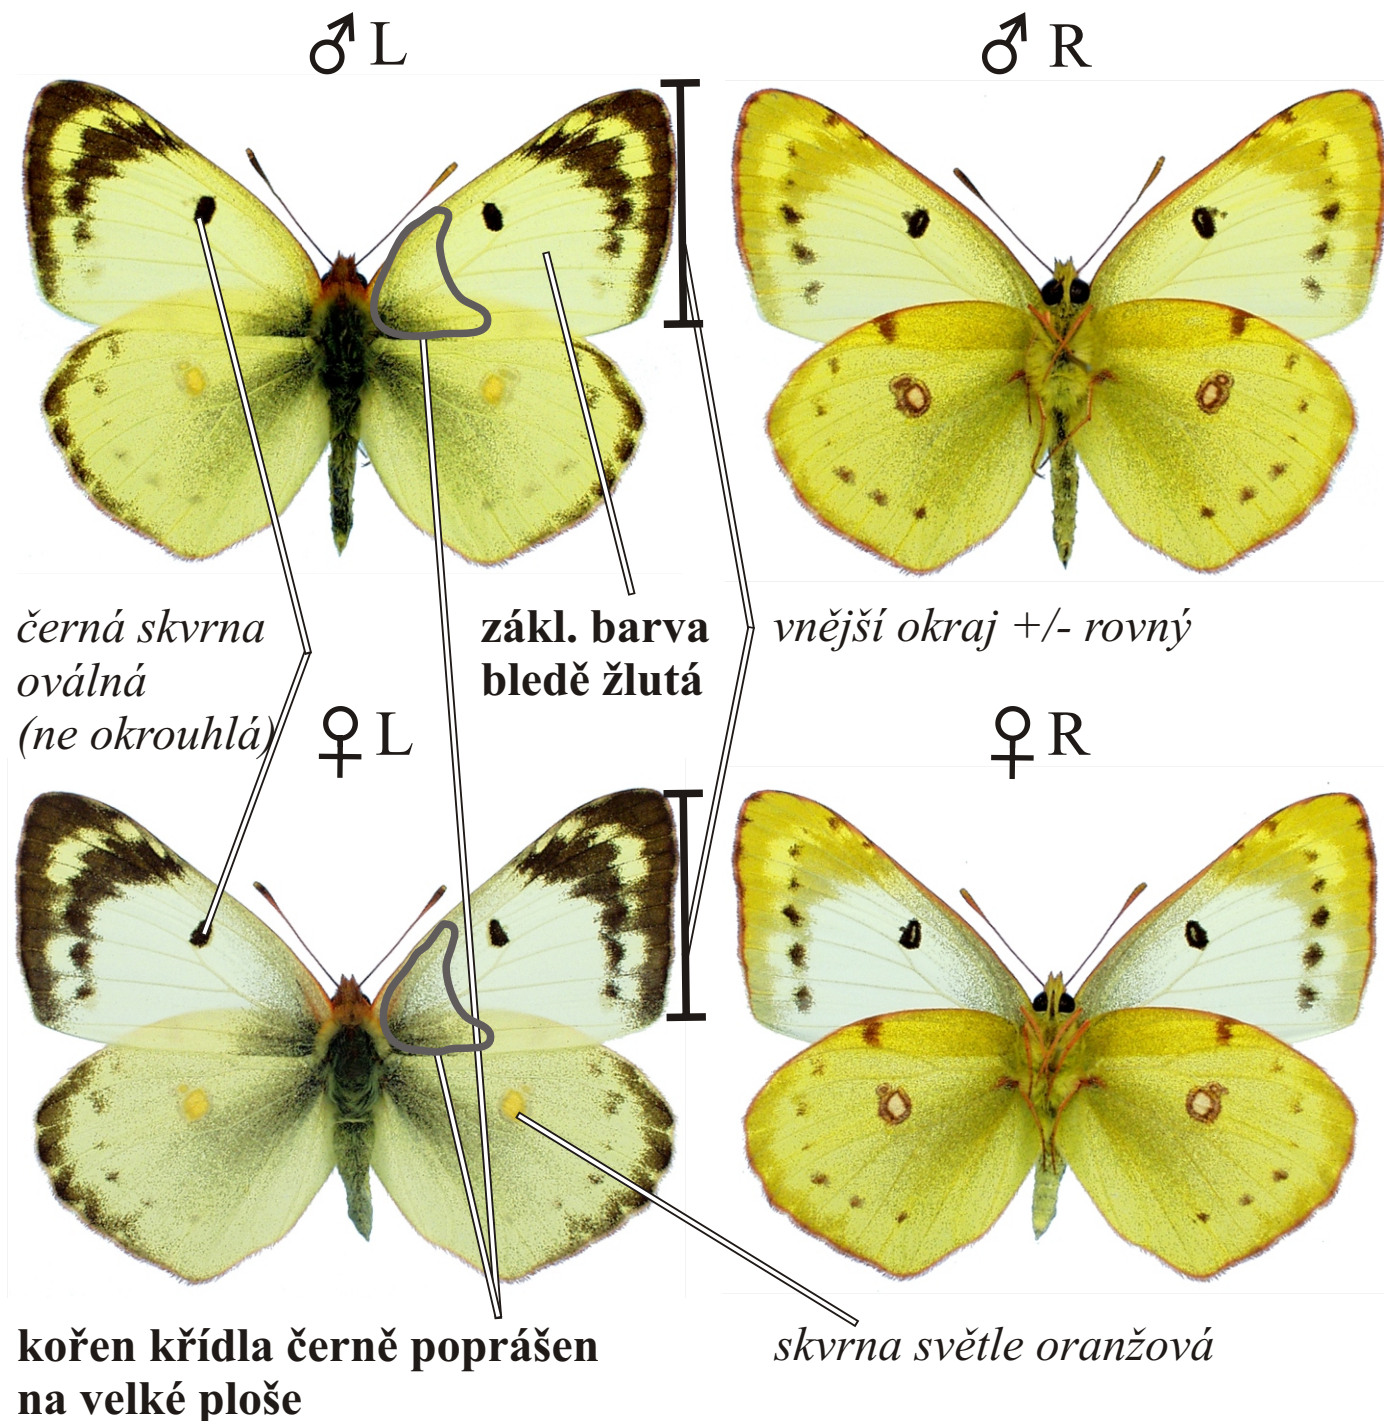 ♂ L
♂ R
černá skvrna
oválná
(ne okrouhlá)
zákl. barva
bledě žlutá
vnější okraj +/- rovný
♀ L
♀ R
kořen křídla černě poprášen
na velké ploše
skvrna světle oranžová